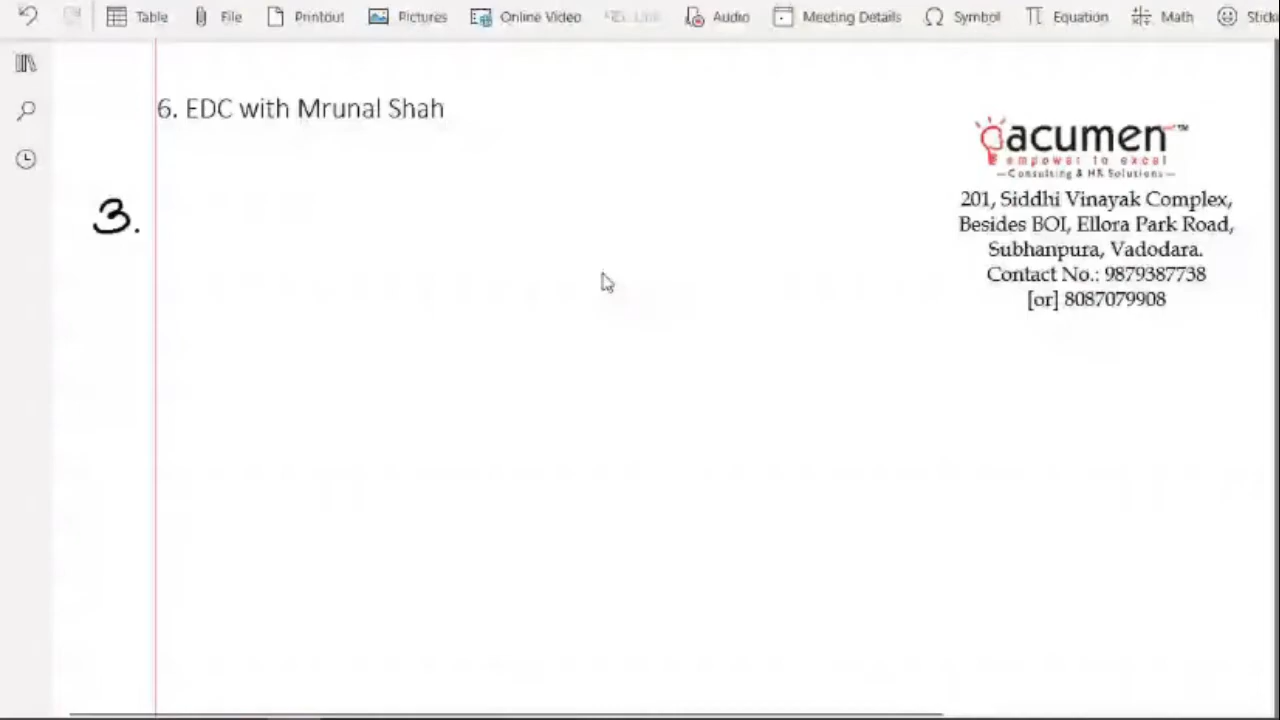 Table File Printout Pictures Online Video Link Audio Meeting Details Symbol Equation Math
6. EDC with Mrunal Shah
3.
acumen™
empower to excel
—Consulting & HR Solutions—
201, Siddhi Vinayak Complex,
Besides BOI, Ellora Park Road,
Subhanpura, Vadodara.
Contact No.: 9879387738
[or] 8087079908